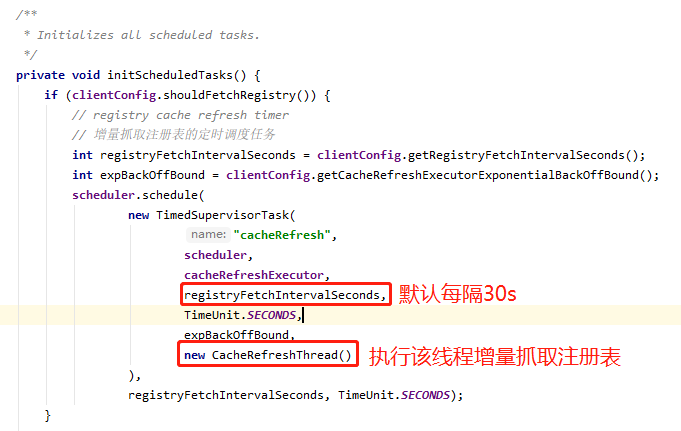 /**
 * Initializes all scheduled tasks.
 */
private void initScheduledTasks() {
    if (clientConfig.shouldFetchRegistry()) {
        // registry cache refresh timer
        // 增量抓取注册表的定时调度任务
        int registryFetchIntervalSeconds = clientConfig.getRegistryFetchIntervalSeconds();
        int expBackOffBound = clientConfig.getCacheRefreshExecutorExponentialBackOffBound();
        scheduler.schedule(
                new TimedSupervisorTask(
                        name: "cacheRefresh",
                        scheduler,
                        cacheRefreshExecutor,
                        registryFetchIntervalSeconds, 默认每隔30s
                        TimeUnit.SECONDS,
                        expBackOffBound,
                        new CacheRefreshThread() 执行该线程增量抓取注册表
                ),
                registryFetchIntervalSeconds, TimeUnit.SECONDS);
    }